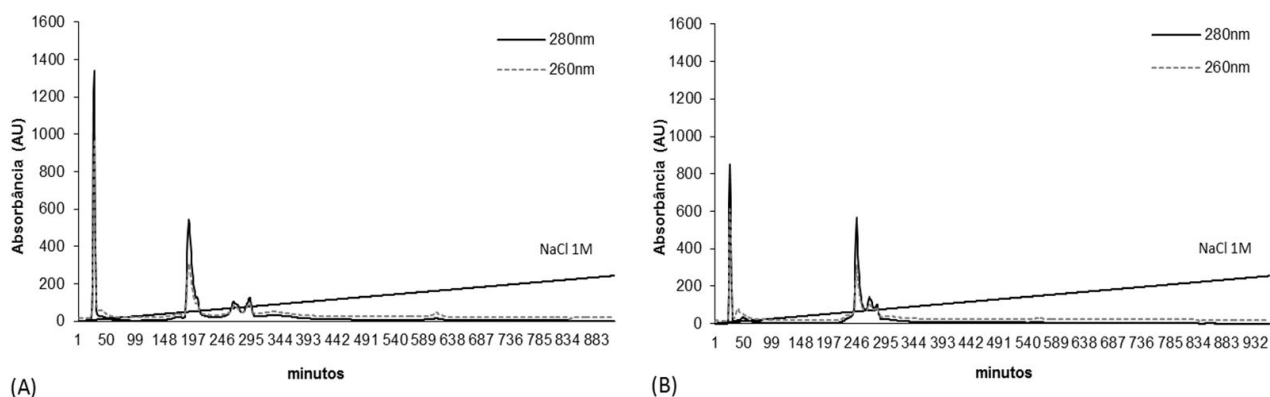 1600
1400
1200
1000
800
600
400
200
0
Absorbância (AU)
280nm
260nm
NaCl 1M
1 50 99 148 197 246 295 344 393 442 491 540 589 638 687 736 785 834 883
minutos
(A)
1600
1400
1200
1000
800
600
400
200
0
Absorbância (AU)
280nm
260nm
NaCl 1M
1 50 99 148 197 246 295 344 393 442 491 540 589 638 687 736 785 834 883 932
minutos
(B)